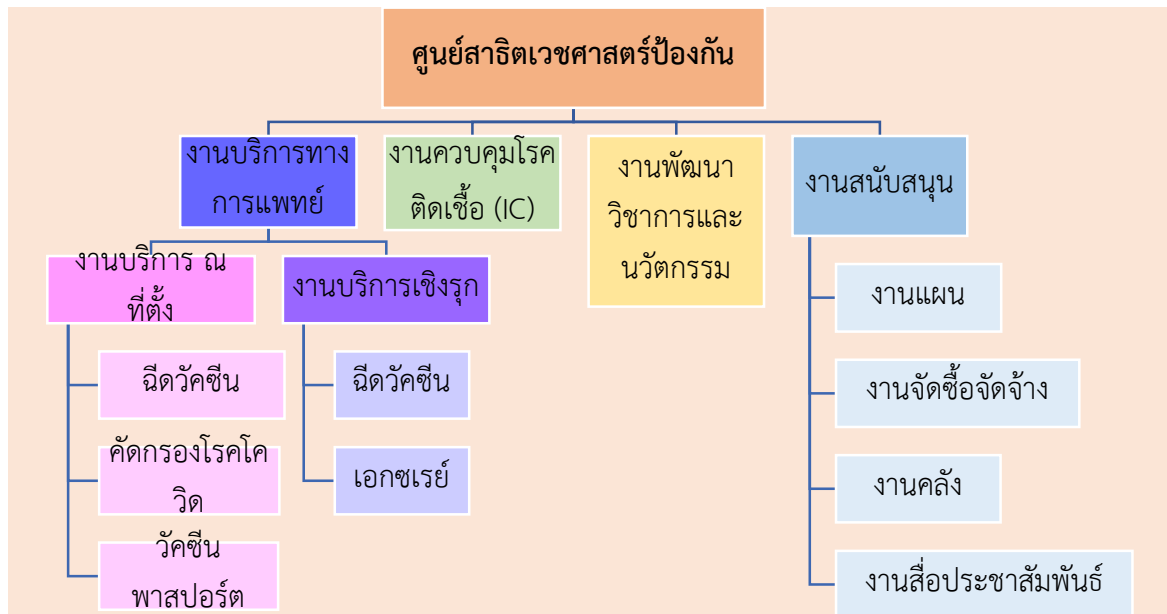 ศูนย์สาธิตเวชศาสตร์ป้องกัน
งานบริการทาง
การแพทย์
งานควบคุมโรค
ติดเชื้อ (IC)
งานพัฒนา
วิชาการและ
นวัตกรรม
งานสนับสนุน
งานบริการ ณ
ที่ตั้ง
งานบริการเชิงรุก
ฉีดวัคซีน
คัดกรองโรคโค
วิด
วัคซีน
พาสปอร์ต
ฉีดวัคซีน
เอกซเรย์
งานแผน
งานจัดซื้อจัดจ้าง
งานคลัง
งานสื่อประชาสัมพันธ์